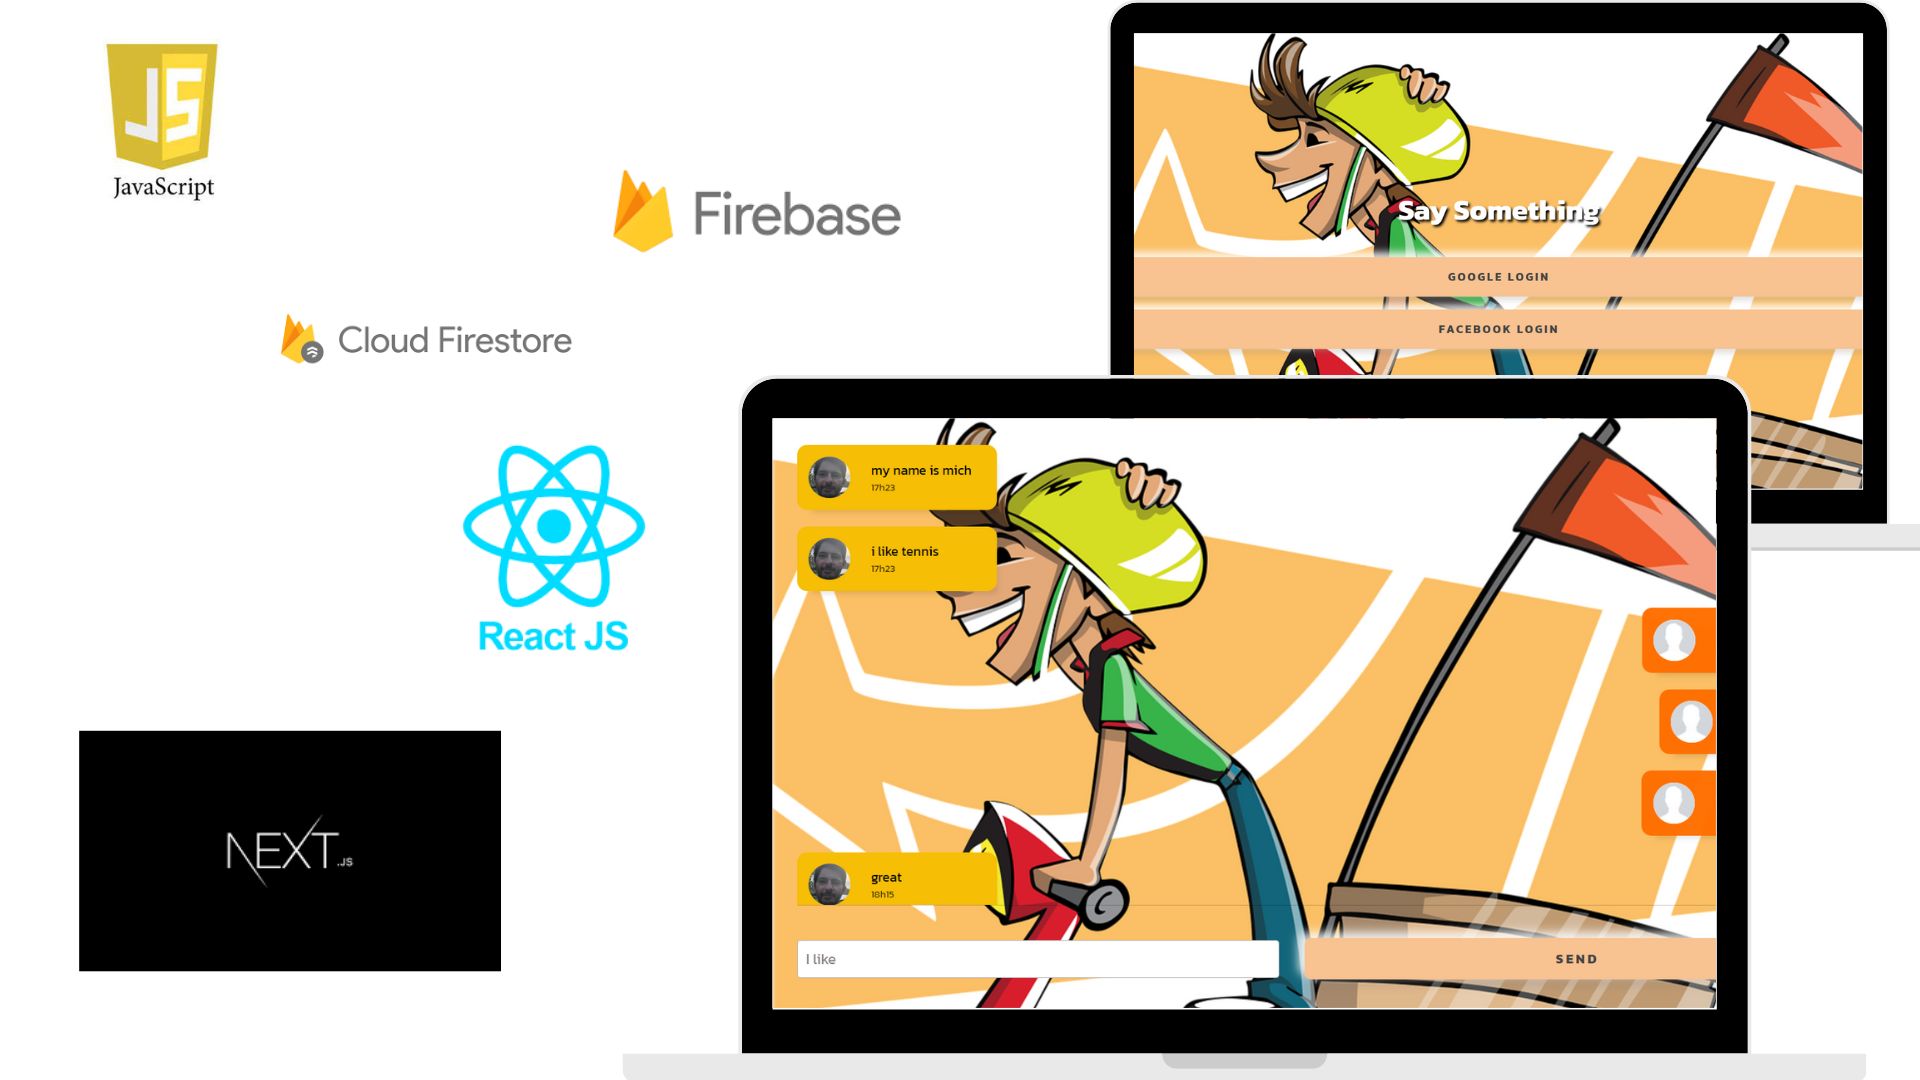 JS
JavaScript
Firebase
Cloud Firestore
React JS
NEXT.JS
Say Something
GOOGLE LOGIN
FACEBOOK LOGIN
my name is mich
17h23
i like tennis
17h23
great
18h15
I like
SEND